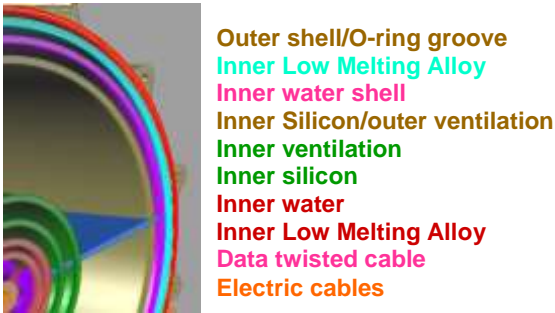 Outer shell/O-ring groove
Inner Low Melting Alloy
Inner water shell
Inner Silicon/outer ventilation
Inner ventilation
Inner silicon
Inner water
Inner Low Melting Alloy
Data twisted cable
Electric cables